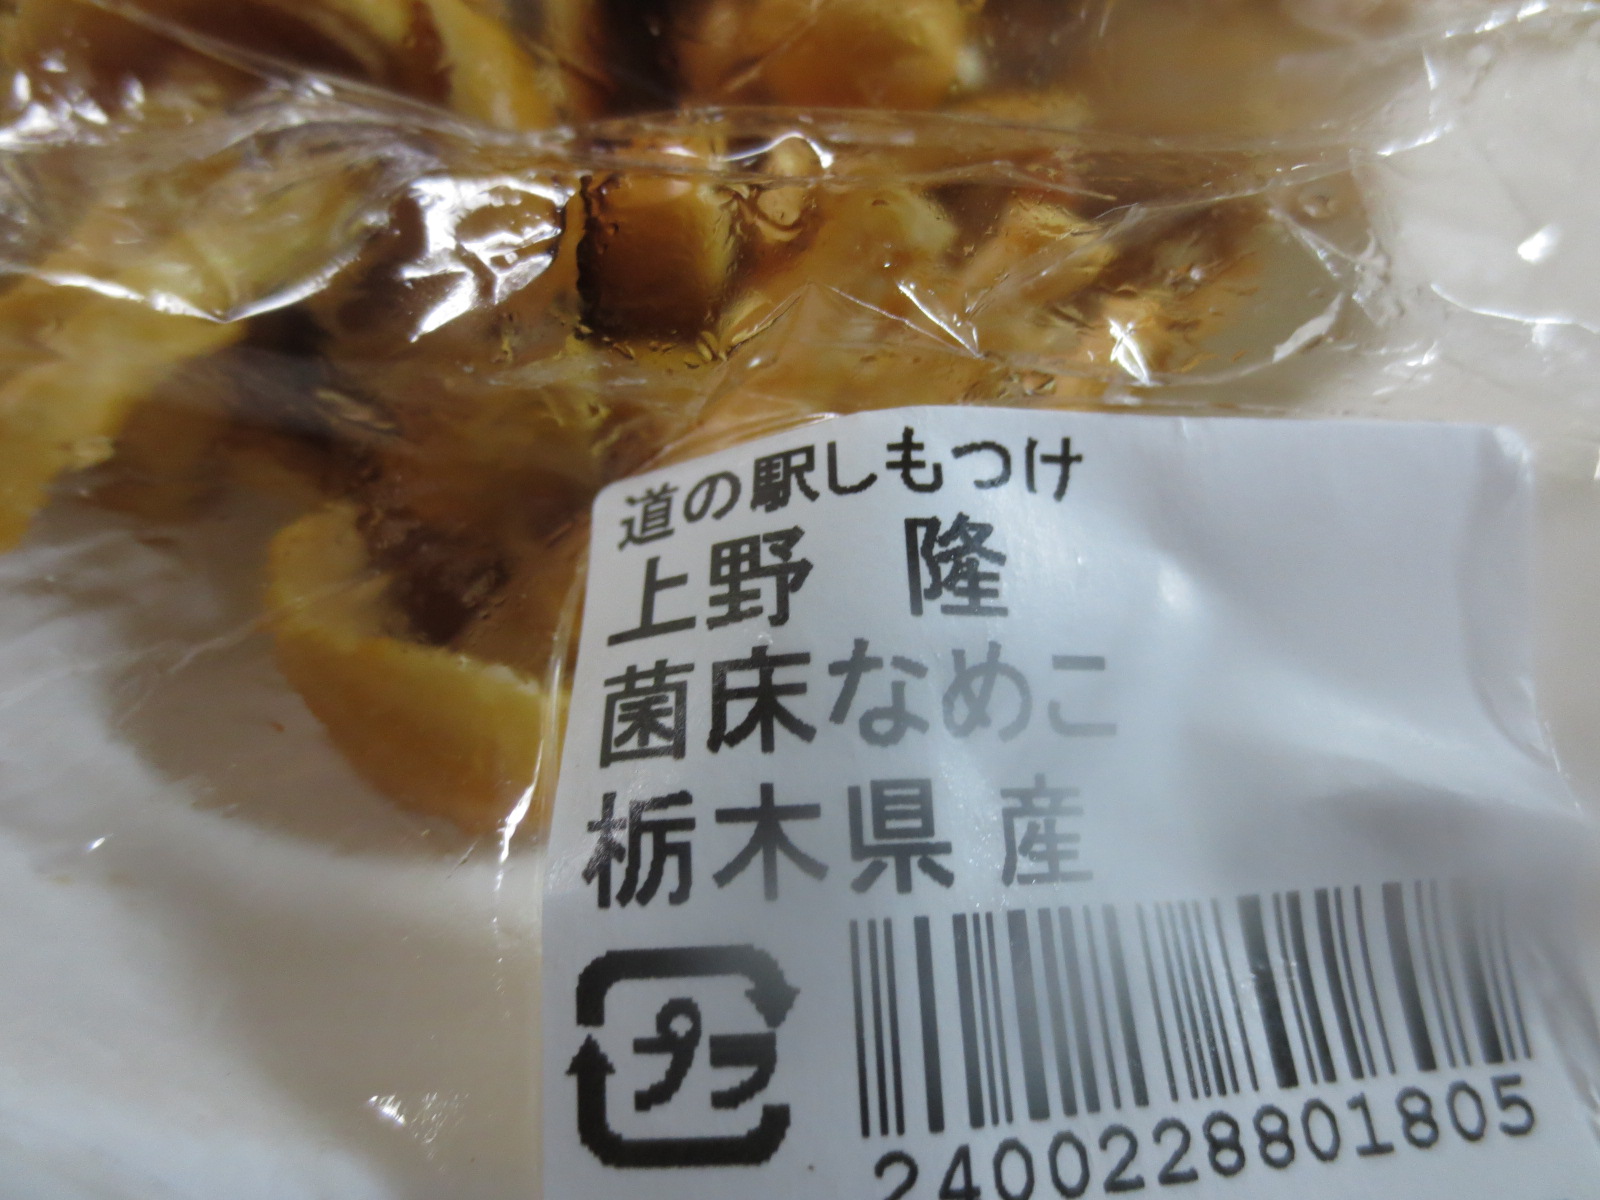 道の駅しもつけ
上野 隆
菌床なめこ
栃木県産
プラ
2400228801805